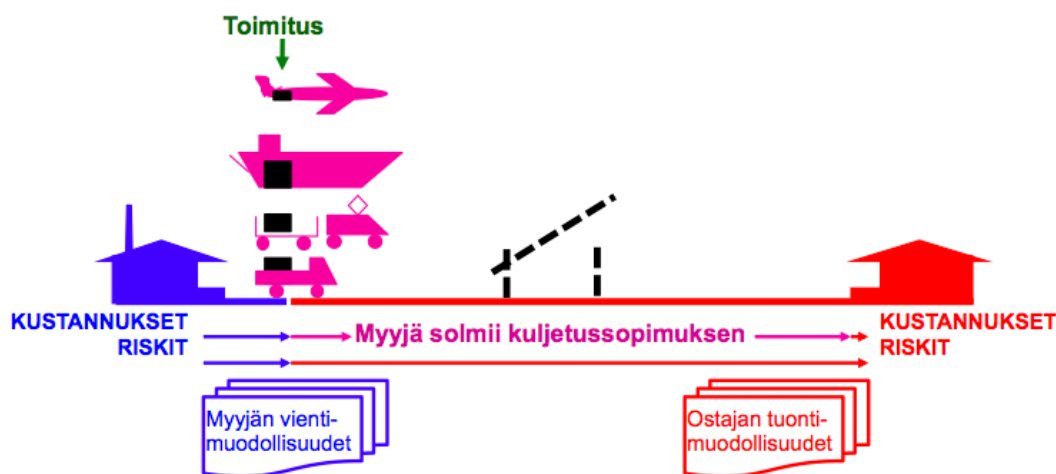 Toimitus
KUSTANNUKSET
RISKIT
Myyjä solmii kuljetussopimuksen
KUSTANNUKSET
RISKIT
Myyjän vienti-
muodollisuudet
Ostajan tuonti-
muodollisuudet